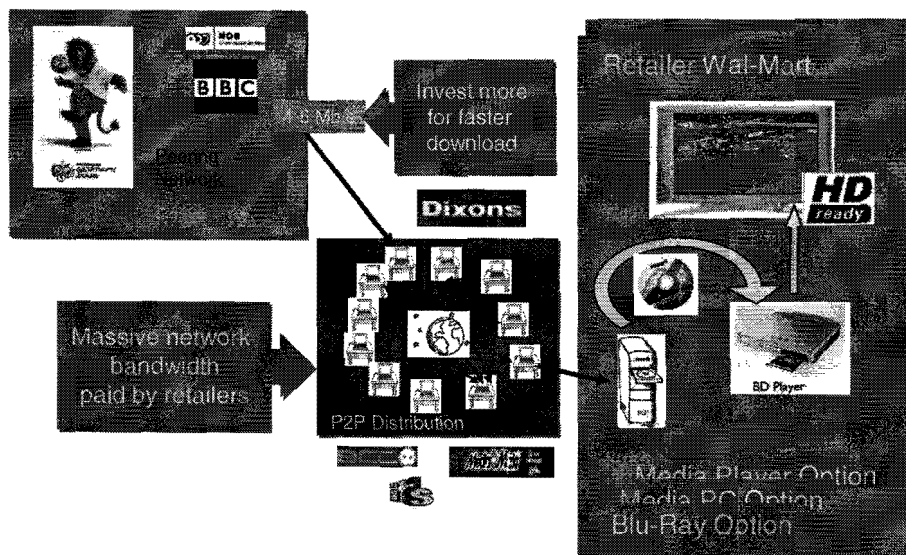 BBC
Peering
Network
Invest more
for faster
download
Dixons
Massive network
bandwidth
paid by retailers
P2P Distribution
Retailer Wal-Mart
HD
ready
BD Player
Media Player Option
Media PC Option
Blu-Ray Option